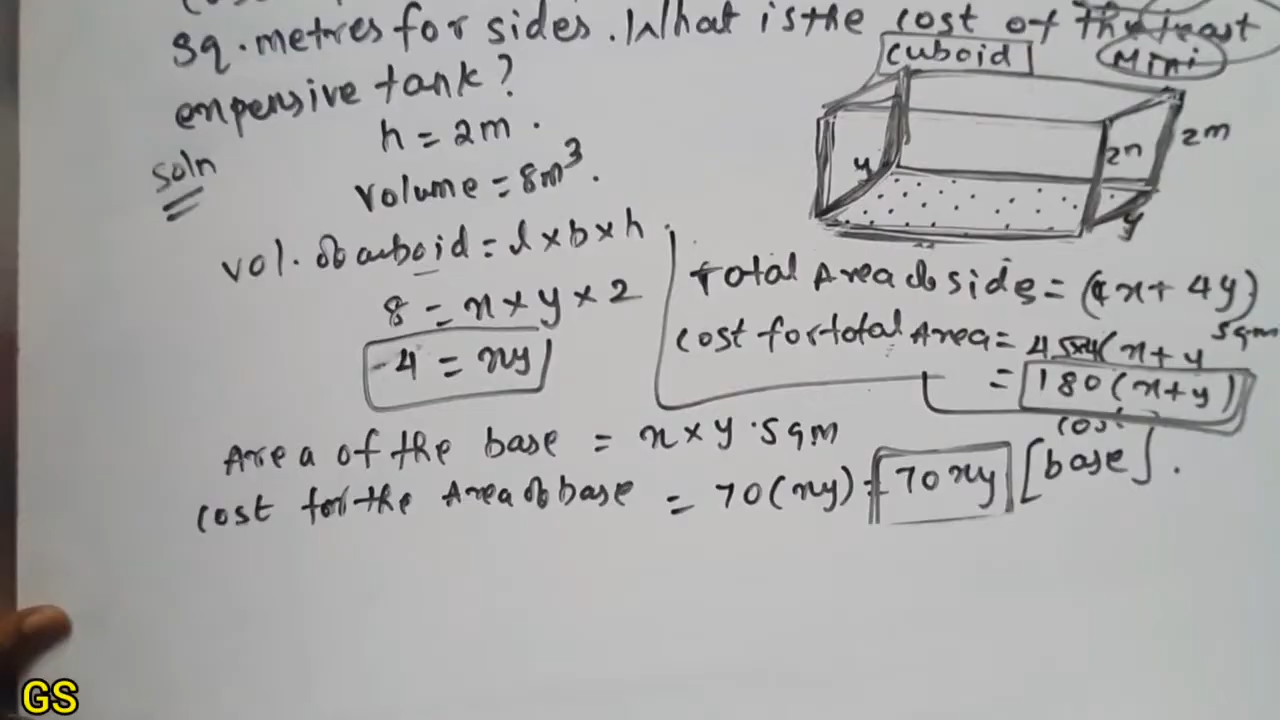 sq.metres for sides. What is the cost of the least
expensive tank?
cuboid
Mini
h = 2m.
soln
volume = 8m³.
vol. of cuboid = l × b × h
8 = x × y × 2
4 = xy
y
2m
2m
y
x
Total Area of sides = (4x + 4y) sqm
cost for total Area = 45×4(x + y
= 180(x + y)
cost
Area of the base = x × y . sqm
cost for the Area of base = 70(xy) = 70xy [base].
GS